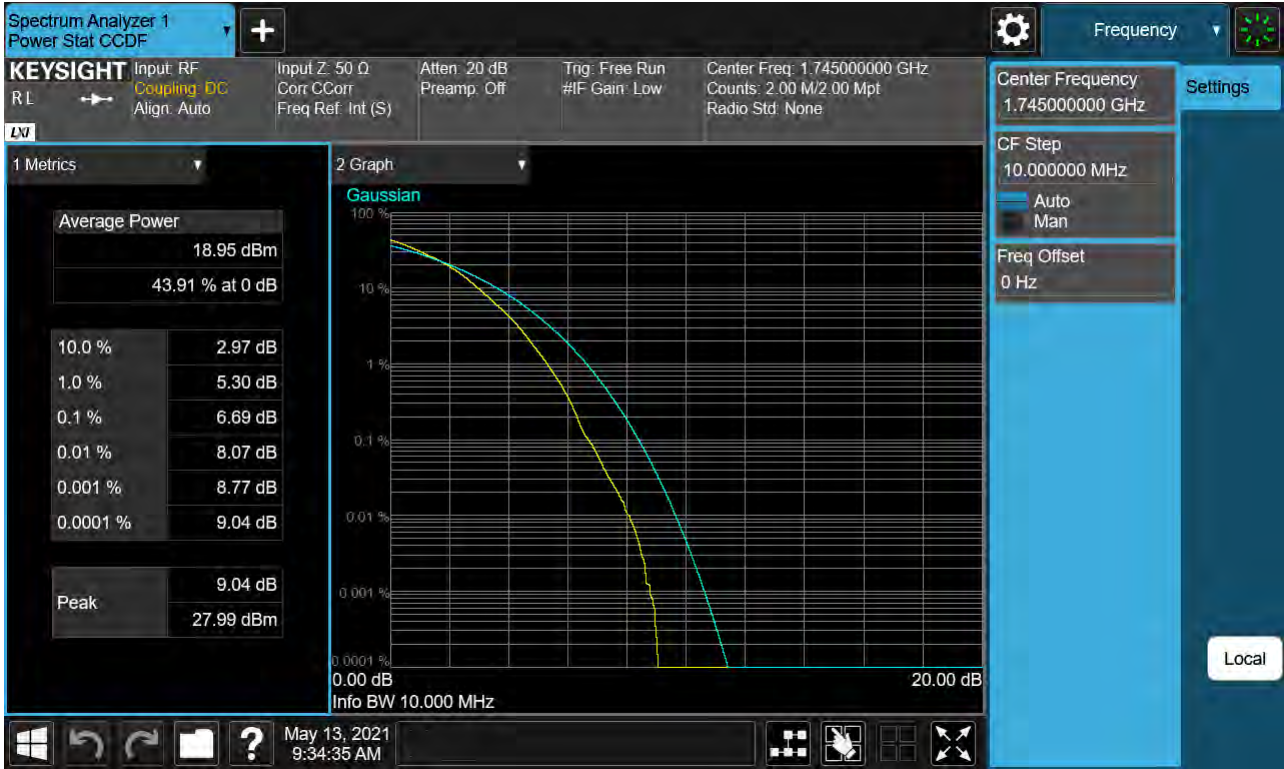 Spectrum Analyzer 1
Power Stat CCDF
Frequency
KEYSIGHT
R L
LXI
Input: RF
Coupling: DC
Align: Auto
Input Z: 50 Ω
Corr CCorr
Freq Ref: Int (S)
Atten: 20 dB
Preamp: Off
Trig: Free Run
#IF Gain: Low
Center Freq: 1.745000000 GHz
Counts: 2.00 M/2.00 Mpt
Radio Std: None
Center Frequency
1.745000000 GHz
CF Step
10.000000 MHz
Auto
Man
Freq Offset
0 Hz
Settings
Local
1 Metrics
Average Power
18.95 dBm
43.91 % at 0 dB
10.0 % 2.97 dB
1.0 % 5.30 dB
0.1 % 6.69 dB
0.01 % 8.07 dB
0.001 % 8.77 dB
0.0001 % 9.04 dB
Peak
9.04 dB
27.99 dBm
2 Graph
Gaussian
100 %
10 %
1 %
0.1 %
0.01 %
0.001 %
0.0001 %
0.00 dB 20.00 dB
Info BW 10.000 MHz
May 13, 2021
9:34:35 AM